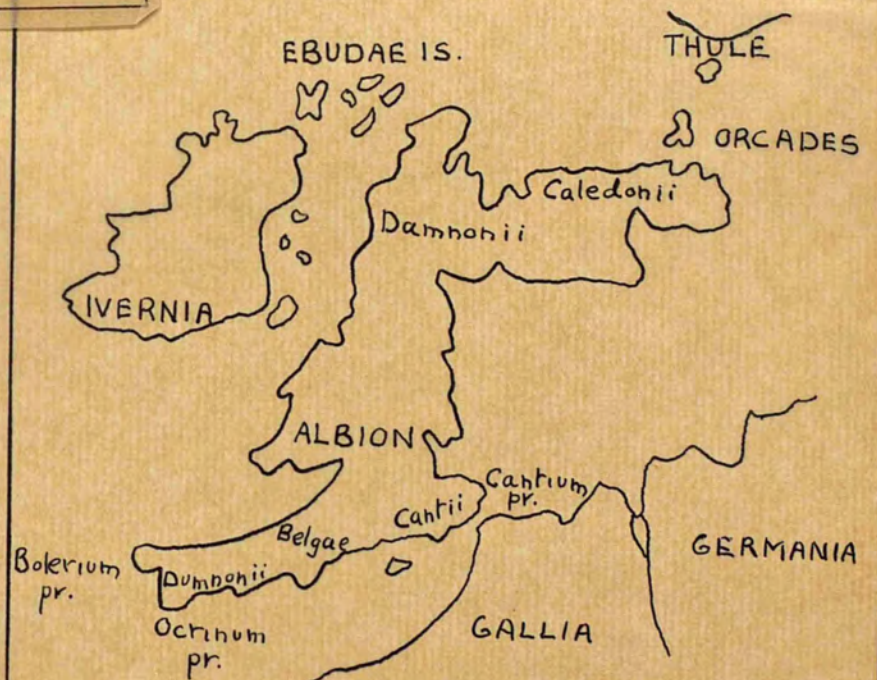 EBUDAE IS.
THULE
ORCADES
Caledonii
Damnonii
IVERNIA
ALBION
Cantium
pr.
Cantii
Belgae
GERMANIA
Bolerium
pr.
Dumnonii
Ocrinum
pr.
GALLIA